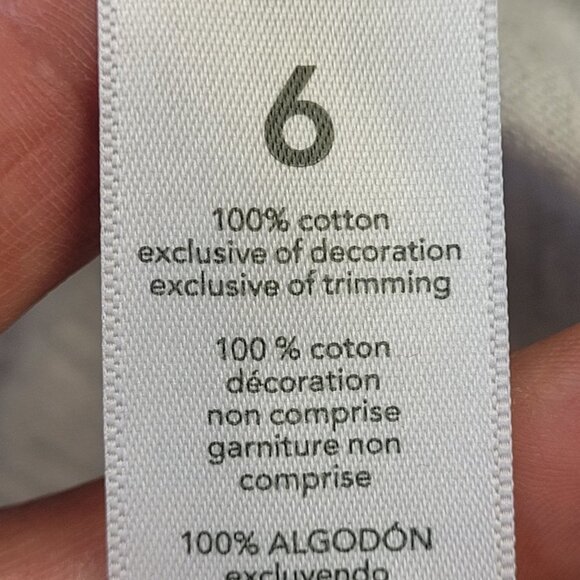 6
100% cotton
exclusive of decoration
exclusive of trimming
100 % coton
décoration
non comprise
garniture non
comprise
100% ALGODÓN
excluyendo